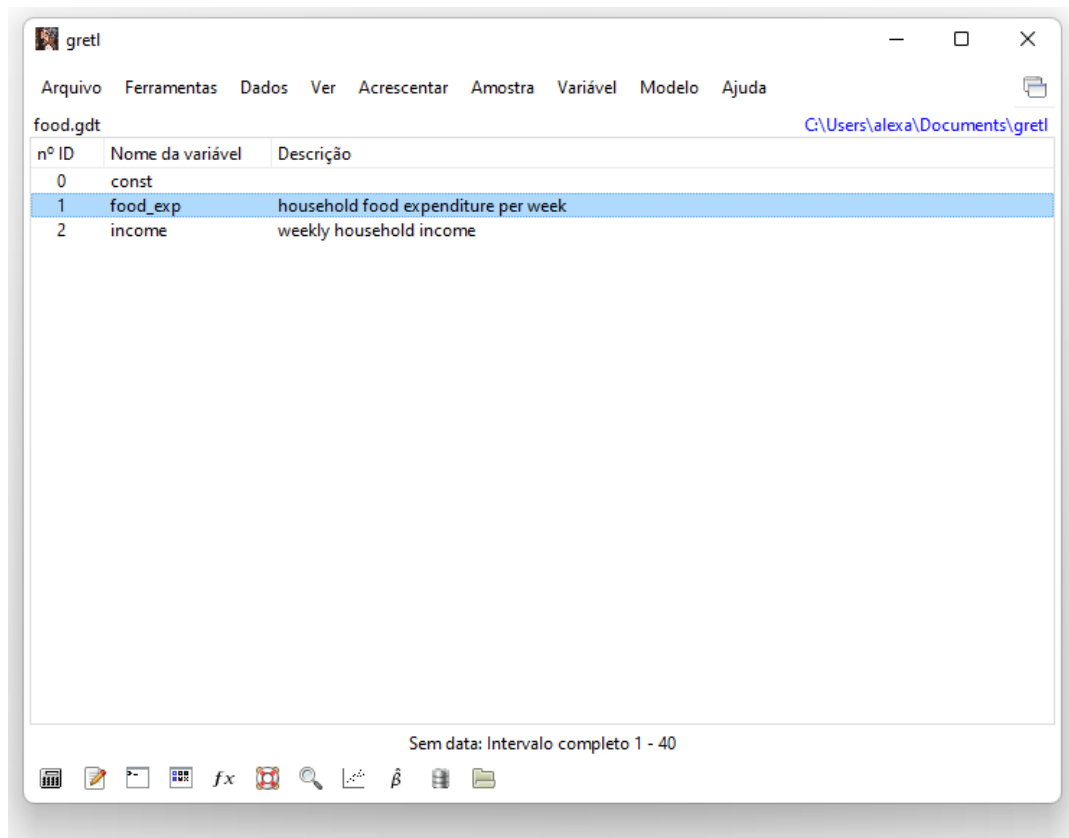 gretl
Arquivo Ferramentas Dados Ver Acrescentar Amostra Variável Modelo Ajuda
food.gdt C:\Users\alexa\Documents\gretl
nº ID Nome da variável Descrição
0 const
1 food_exp household food expenditure per week
2 income weekly household income
Sem data: Intervalo completo 1 - 40
fx β̂